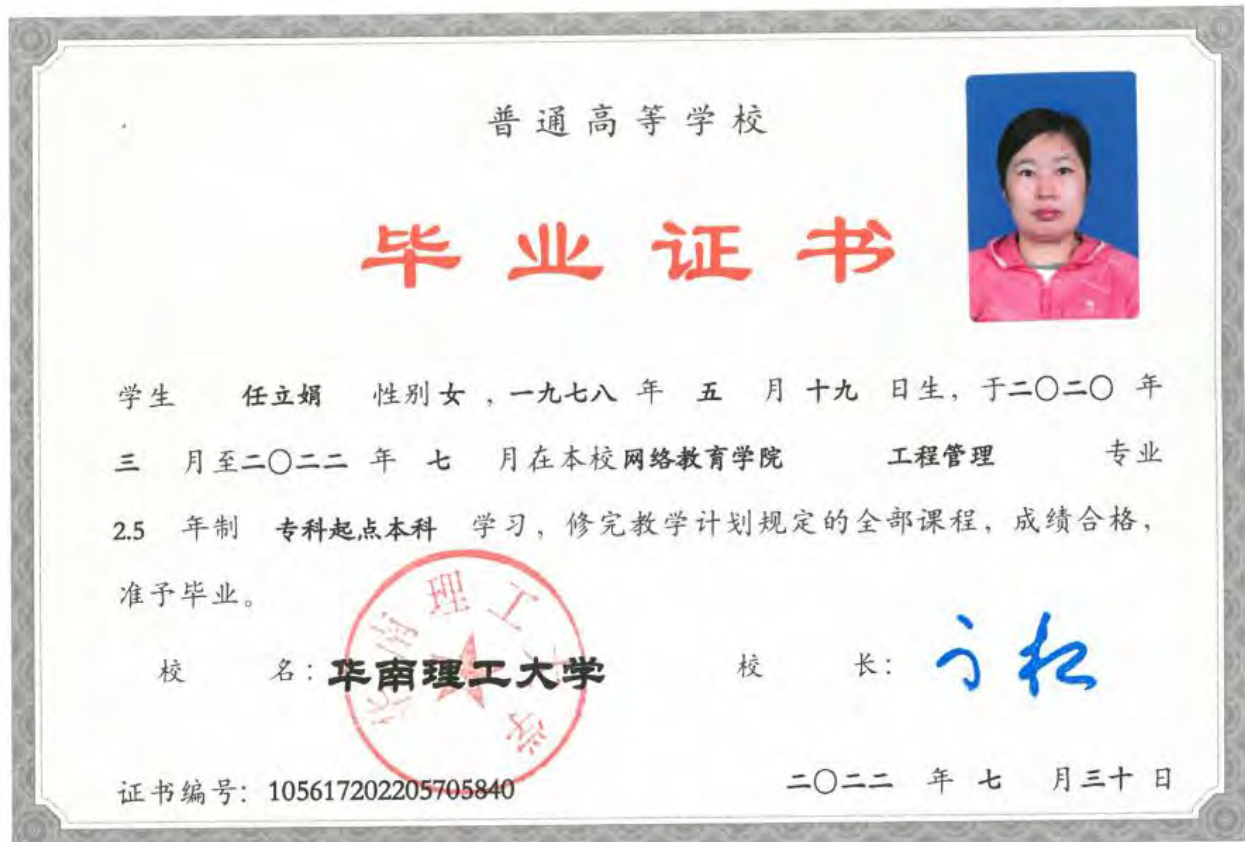 普通高等学校
毕业证书
学生 任立娟 性别女，一九七八 年 五 月十九 日生，于二〇二〇 年
三 月至二〇二二 年 七 月在本校网络教育学院 工程管理 专业
2.5 年制 专科起点本科 学习，修完教学计划规定的全部课程，成绩合格，
准予毕业。
华南理工大学
校 名：华南理工大学 校 长：
证书编号：105617202205705840 二〇二二 年 七 月三十 日